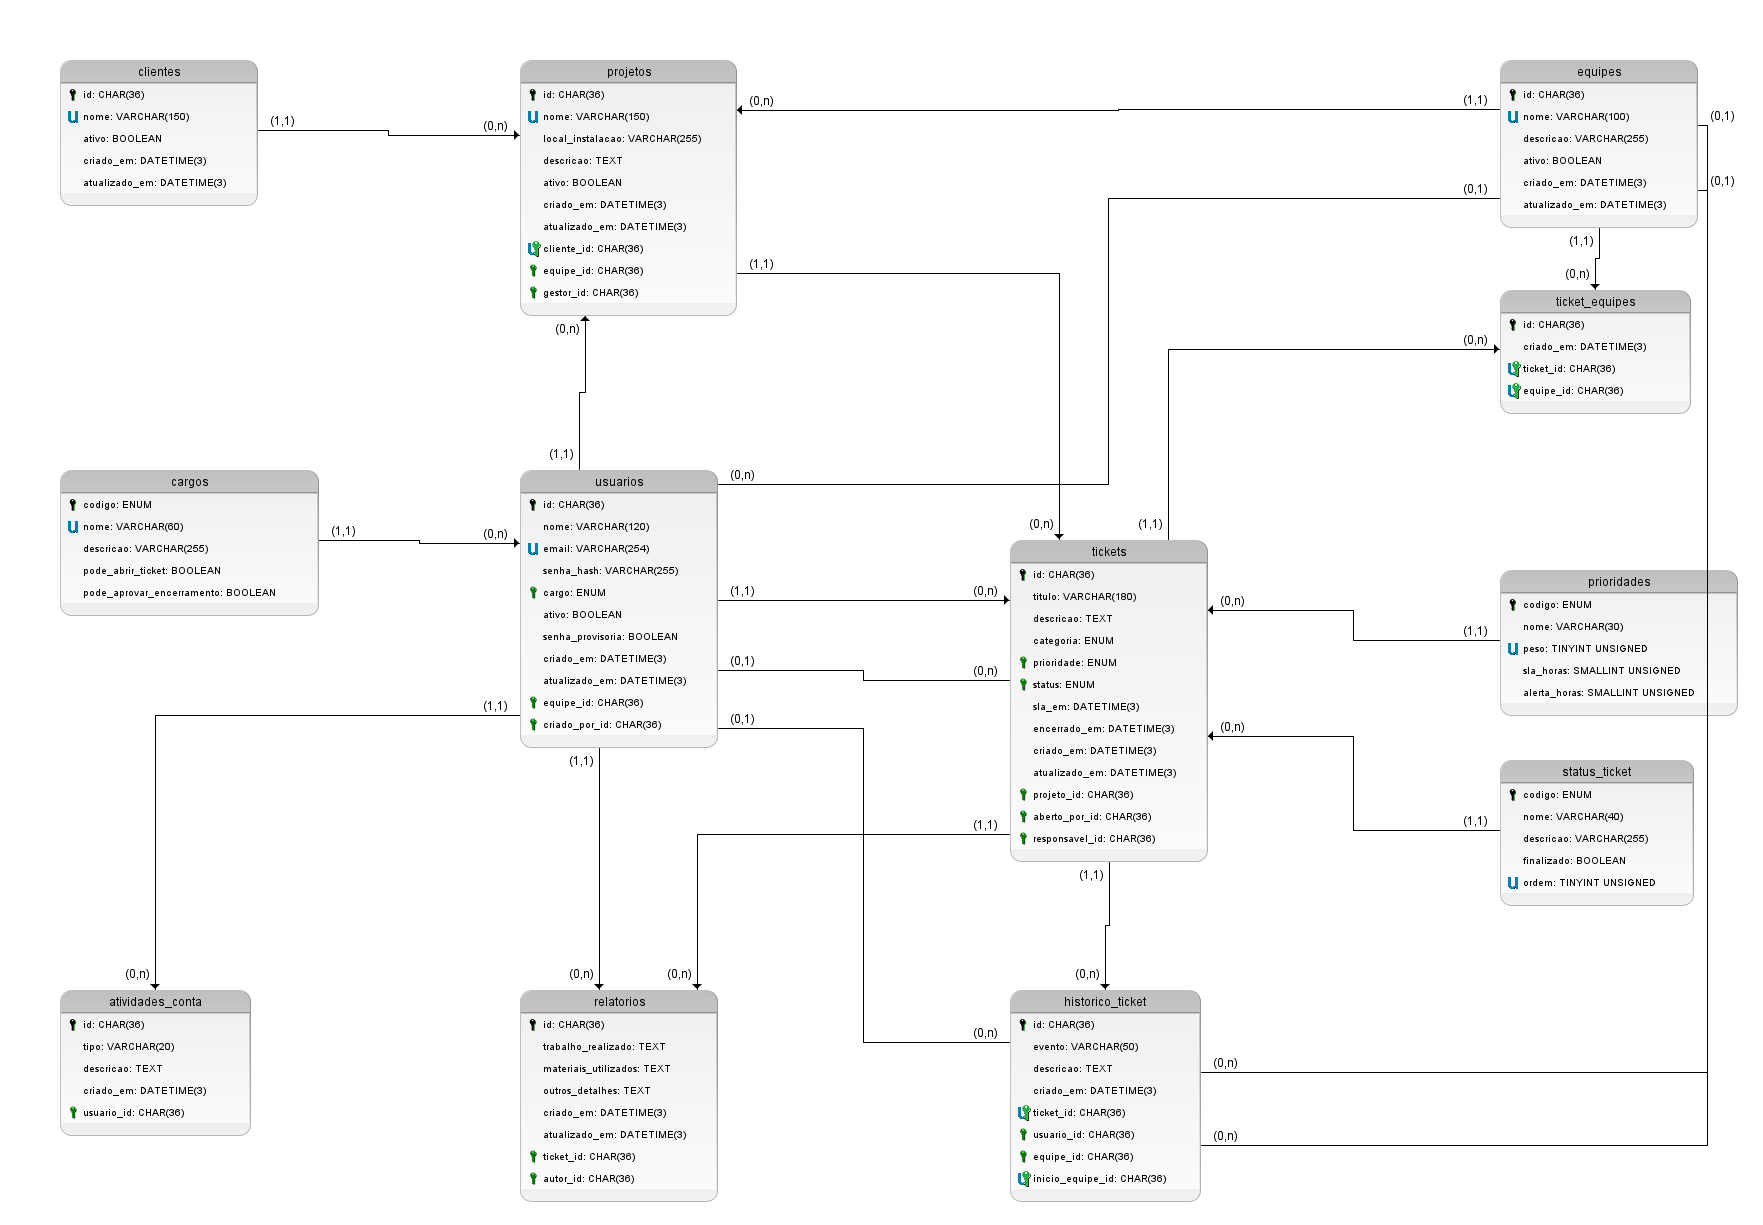 clientes
id: CHAR(36)
nome: VARCHAR(150)
ativo: BOOLEAN
criado_em: DATETIME(3)
atualizado_em: DATETIME(3)
(1,1)
(0,n)
projetos
id: CHAR(36)
nome: VARCHAR(150)
local_instalacao: VARCHAR(255)
descricao: TEXT
ativo: BOOLEAN
criado_em: DATETIME(3)
atualizado_em: DATETIME(3)
cliente_id: CHAR(36)
equipe_id: CHAR(36)
gestor_id: CHAR(36)
(0,n)
(1,1)
(1,1)
(0,n)
(0,1)
equipes
id: CHAR(36)
nome: VARCHAR(100)
descricao: VARCHAR(255)
ativo: BOOLEAN
criado_em: DATETIME(3)
atualizado_em: DATETIME(3)
(0,1)
(0,1)
(1,1)
(0,n)
ticket_equipes
id: CHAR(36)
criado_em: DATETIME(3)
ticket_id: CHAR(36)
equipe_id: CHAR(36)
(0,n)
(1,1)
cargos
codigo: ENUM
nome: VARCHAR(60)
descricao: VARCHAR(255)
pode_abrir_ticket: BOOLEAN
pode_aprovar_encerramento: BOOLEAN
(1,1)
(0,n)
(1,1)
usuarios
id: CHAR(36)
nome: VARCHAR(120)
email: VARCHAR(254)
senha_hash: VARCHAR(255)
cargo: ENUM
ativo: BOOLEAN
senha_provisoria: BOOLEAN
criado_em: DATETIME(3)
atualizado_em: DATETIME(3)
equipe_id: CHAR(36)
criado_por_id: CHAR(36)
(0,n)
(1,1)
(0,n)
(0,1)
(0,n)
(0,1)
(1,1)
(1,1)
(0,n)
tickets
id: CHAR(36)
titulo: VARCHAR(180)
descricao: TEXT
categoria: ENUM
prioridade: ENUM
status: ENUM
sla_em: DATETIME(3)
encerrado_em: DATETIME(3)
criado_em: DATETIME(3)
atualizado_em: DATETIME(3)
projeto_id: CHAR(36)
aberto_por_id: CHAR(36)
responsavel_id: CHAR(36)
(0,n)
(1,1)
(0,n)
(1,1)
(1,1)
(1,1)
prioridades
codigo: ENUM
nome: VARCHAR(30)
peso: TINYINT UNSIGNED
sla_horas: SMALLINT UNSIGNED
alerta_horas: SMALLINT UNSIGNED
status_ticket
codigo: ENUM
nome: VARCHAR(40)
descricao: VARCHAR(255)
finalizado: BOOLEAN
ordem: TINYINT UNSIGNED
(0,n)
atividades_conta
id: CHAR(36)
tipo: VARCHAR(20)
descricao: TEXT
criado_em: DATETIME(3)
usuario_id: CHAR(36)
(0,n)
(0,n)
relatorios
id: CHAR(36)
trabalho_realizado: TEXT
materiais_utilizados: TEXT
outros_detalhes: TEXT
criado_em: DATETIME(3)
atualizado_em: DATETIME(3)
ticket_id: CHAR(36)
autor_id: CHAR(36)
(0,n)
(0,n)
historico_ticket
id: CHAR(36)
evento: VARCHAR(50)
descricao: TEXT
criado_em: DATETIME(3)
ticket_id: CHAR(36)
usuario_id: CHAR(36)
equipe_id: CHAR(36)
inicio_equipe_id: CHAR(36)
(0,n)
(0,n)